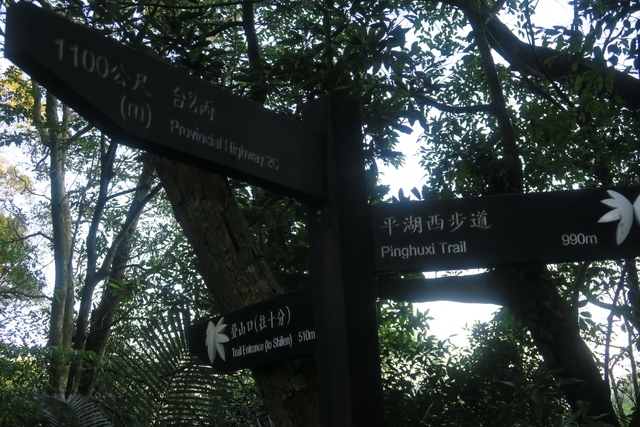 1100公尺
(m)
台2丙
Provincial Highway 2C
平湖西步道
Pinghuxi Trail
990m
登山口(往十分)
Trail Entrance (to Shifen)
510m